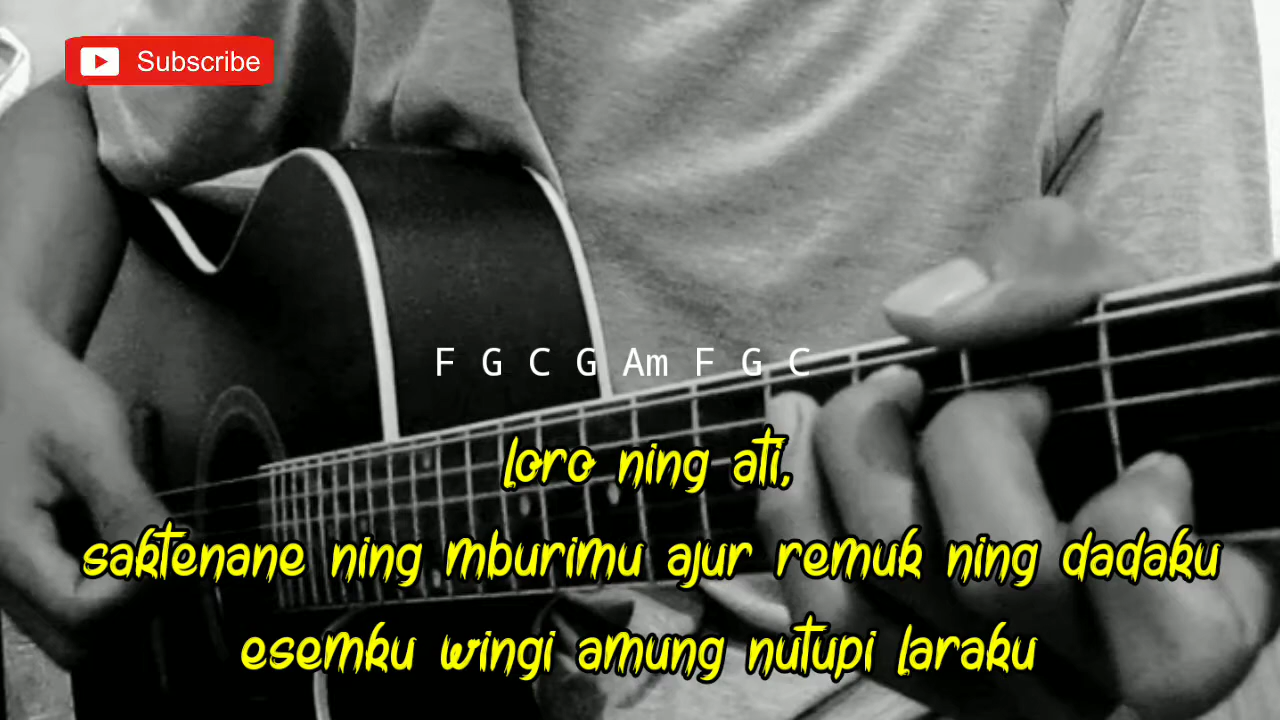 Subscribe
F G C G Am F G C
loro ning ati,
saktenane ning mburimu ajur remuk ning dadaku
esemku wingi amung nutupi laraku